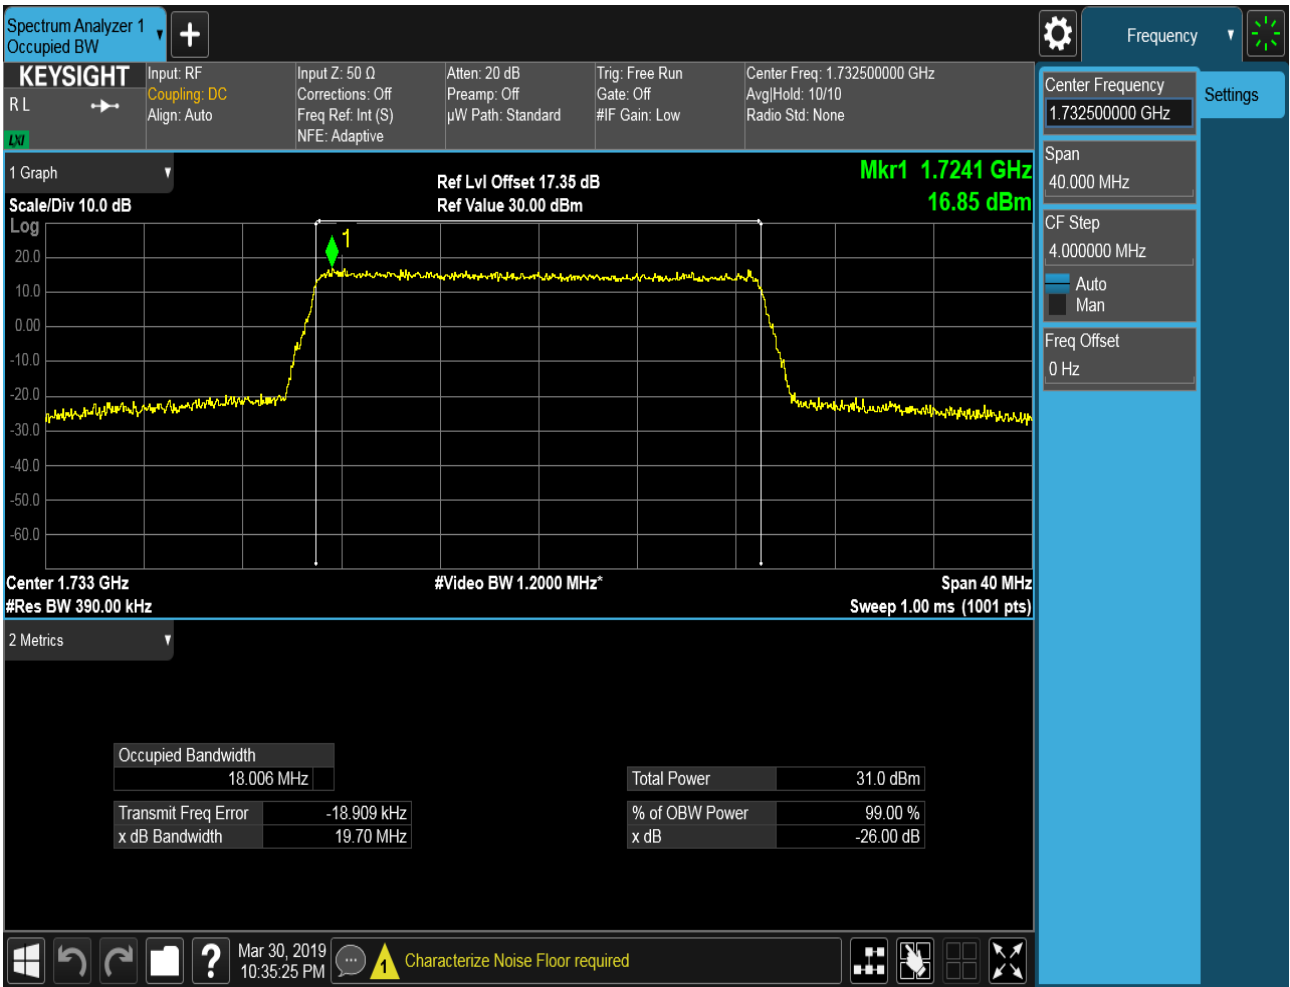 Spectrum Analyzer 1
Occupied BW
Frequency
KEYSIGHT
R L
LXI
Input: RF
Coupling: DC
Align: Auto
Input Z: 50 Ω
Corrections: Off
Freq Ref: Int (S)
NFE: Adaptive
Atten: 20 dB
Preamp: Off
µW Path: Standard
Trig: Free Run
Gate: Off
#IF Gain: Low
Center Freq: 1.732500000 GHz
Avg|Hold: 10/10
Radio Std: None
Center Frequency
1.732500000 GHz
Settings
Span
40.000 MHz
CF Step
4.000000 MHz
Auto
Man
Freq Offset
0 Hz
1 Graph
Scale/Div 10.0 dB
Log
Ref Lvl Offset 17.35 dB
Ref Value 30.00 dBm
Mkr1 1.7241 GHz
16.85 dBm
1
20.0
10.0
0.00
-10.0
-20.0
-30.0
-40.0
-50.0
-60.0
Center 1.733 GHz
#Video BW 1.2000 MHz*
Span 40 MHz
#Res BW 390.00 kHz
Sweep 1.00 ms (1001 pts)
2 Metrics
Occupied Bandwidth
18.006 MHz
Total Power 31.0 dBm
Transmit Freq Error -18.909 kHz
% of OBW Power 99.00 %
x dB Bandwidth 19.70 MHz
x dB -26.00 dB
?
Mar 30, 2019
10:35:25 PM
1
Characterize Noise Floor required